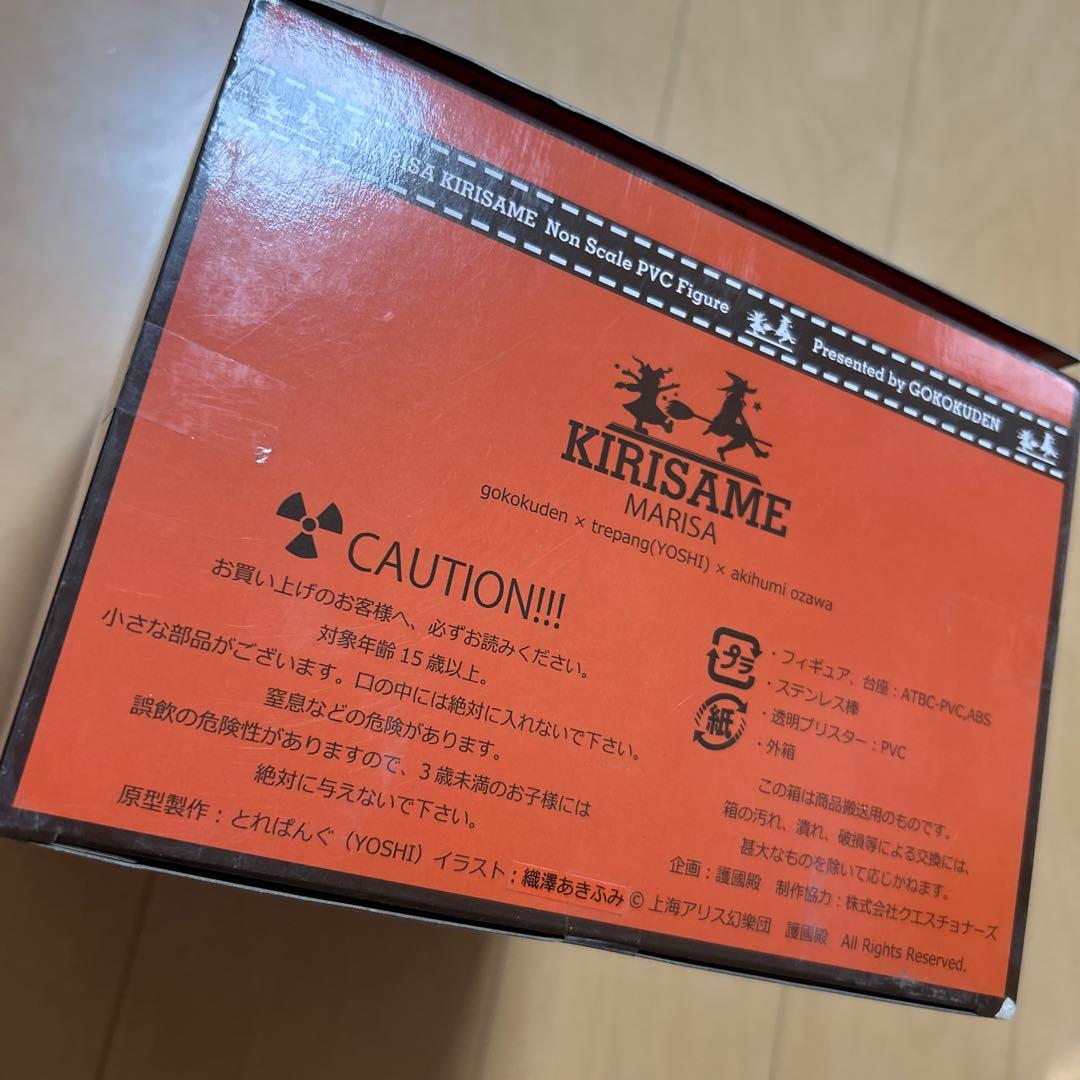 MARISA KIRISAME Non Scale PVC Figure Presented by GOKOKUDEN
KIRISAME
MARISA
gokokuden × trepang(YOSHI) × akihumi ozawa
CAUTION!!!
お買い上げのお客様へ、必ずお読みください。
対象年齢 15 歳以上。
小さな部品がございます。口の中には絶対に入れないで下さい。
窒息などの危険があります。
誤飲の危険性がありますので、3 歳未満のお子様には
絶対に与えないで下さい。
原型製作:とれぱんぐ(YOSHI) イラスト:織澤あきふみ © 上海アリス幻樂団 護國殿 All Rights Reserved.
プラ
紙
・フィギュア、台座:ATBC-PVC,ABS
・ステンレス棒
・透明ブリスター:PVC
・外箱
この箱は商品搬送用のものです。
箱の汚れ、潰れ、破損等による交換には、
甚大なものを除いて応じかねます。
企画:護國殿 制作協力:株式会社クエスチョナーズ